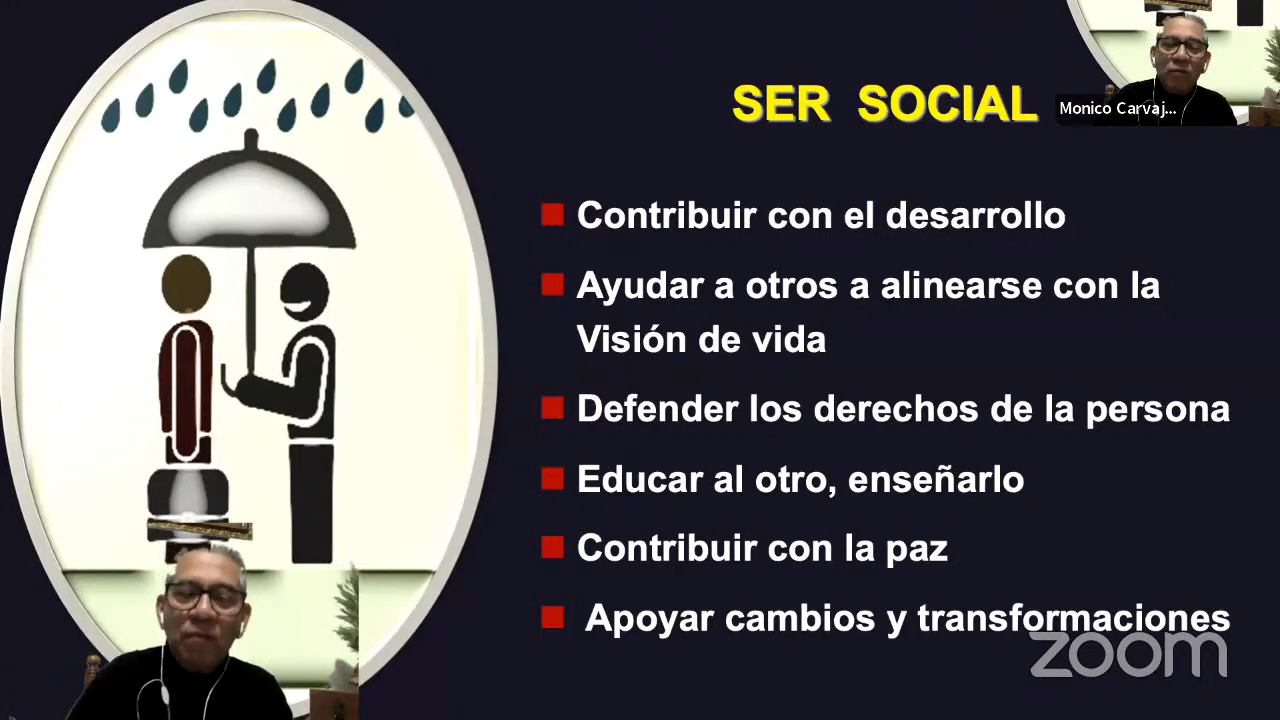 SER SOCIAL
Monico Carvaj...
Contribuir con el desarrollo
Ayudar a otros a alinearse con la
Visión de vida
Defender los derechos de la persona
Educar al otro, enseñarlo
Contribuir con la paz
Apoyar cambios y transformaciones
zoom